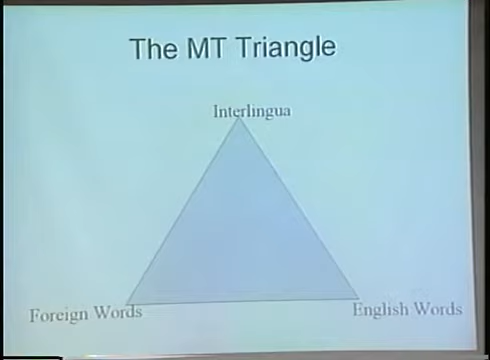 The MT Triangle
Interlingua
Foreign Words
English Words